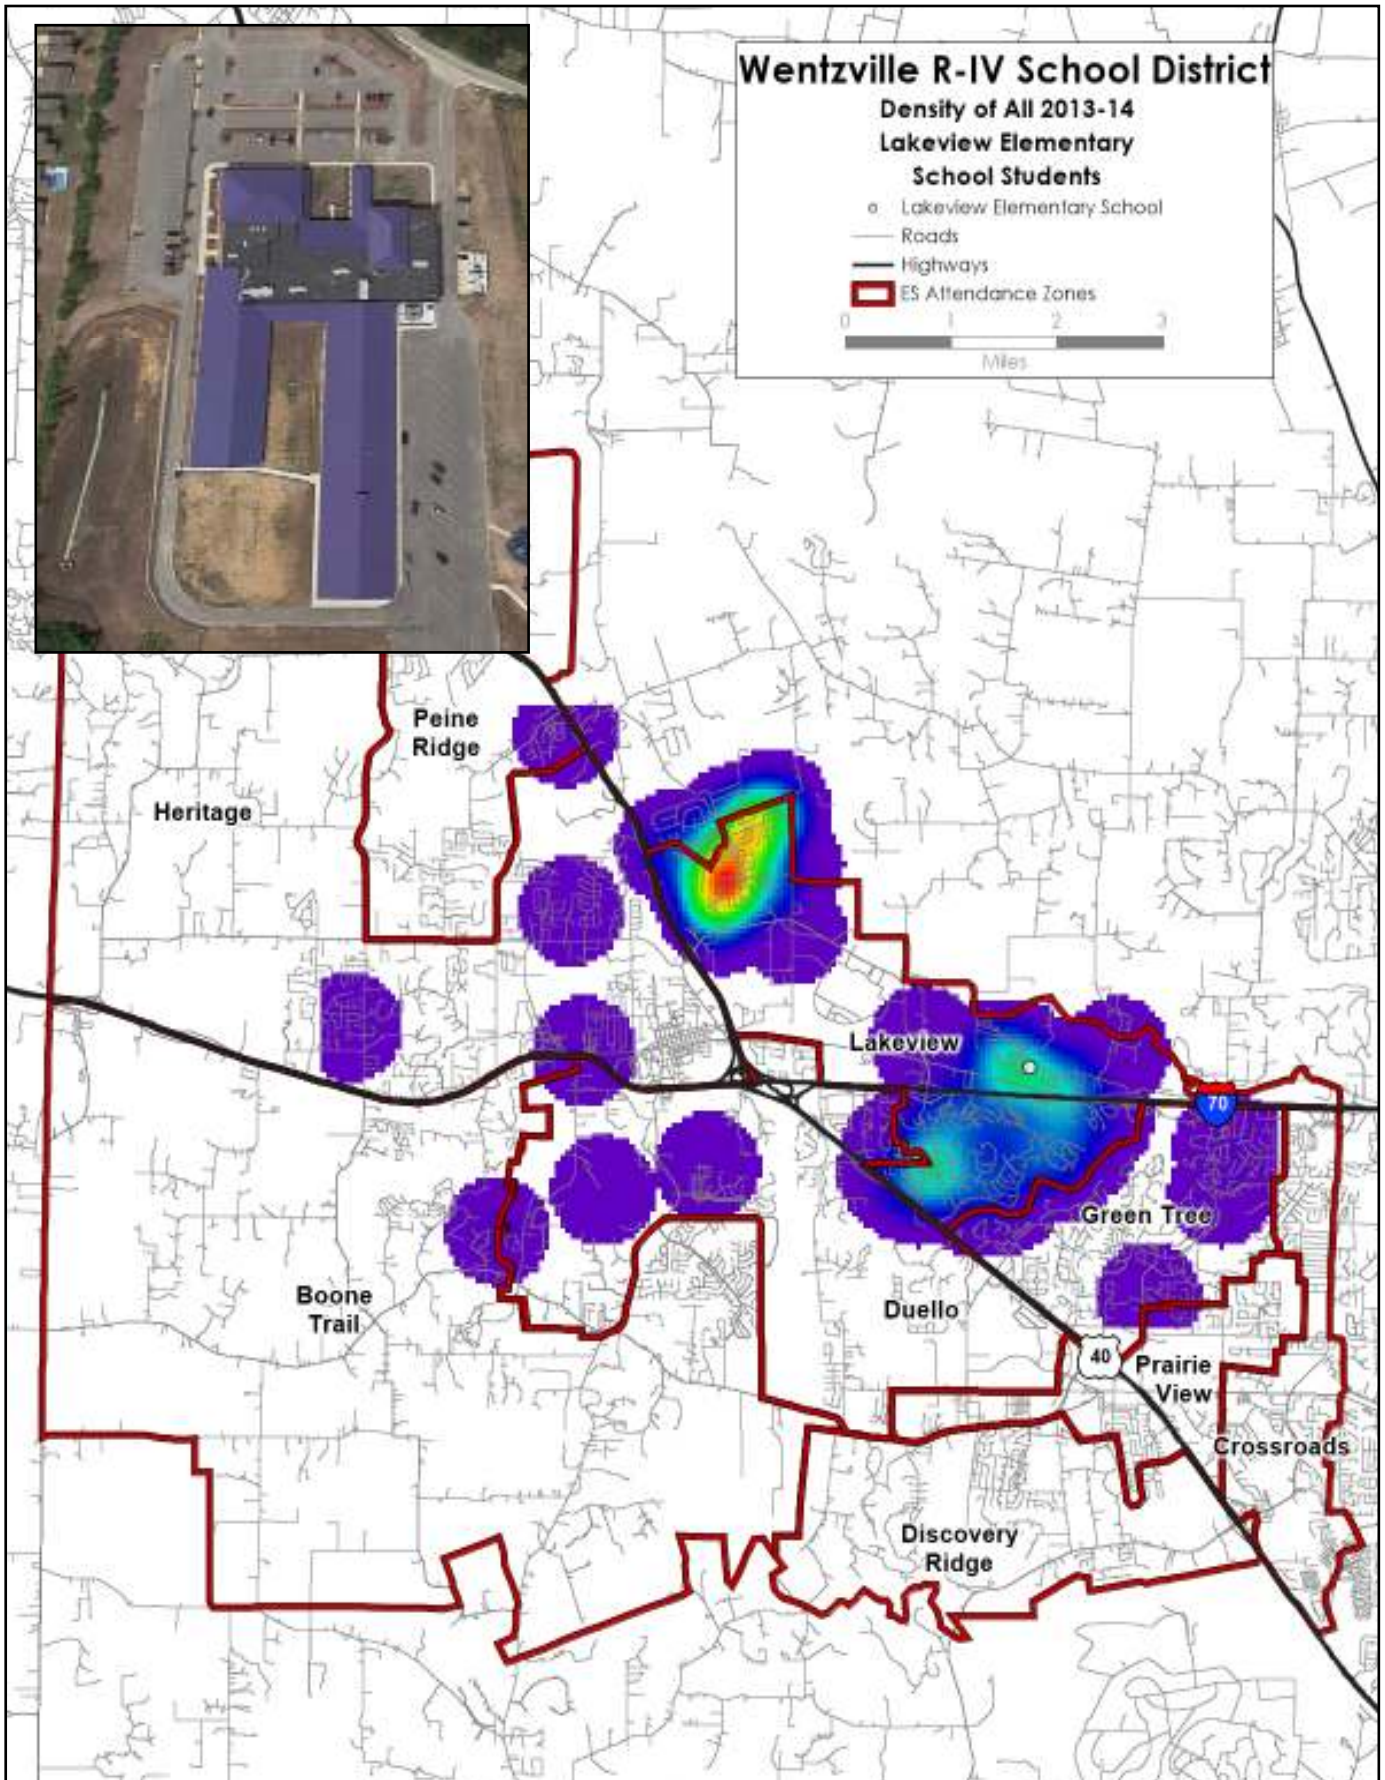 Wentzville R-IV School District
Density of All 2013-14
Lakeview Elementary
School Students
Lakeview Elementary School
Roads
Highways
ES Attendance Zones
0 1 2 3
Miles
Peine
Ridge
Heritage
Lakeview
70
Green Tree
Boone
Trail
Duello
40
Prairie
View
Crossroads
Discovery
Ridge